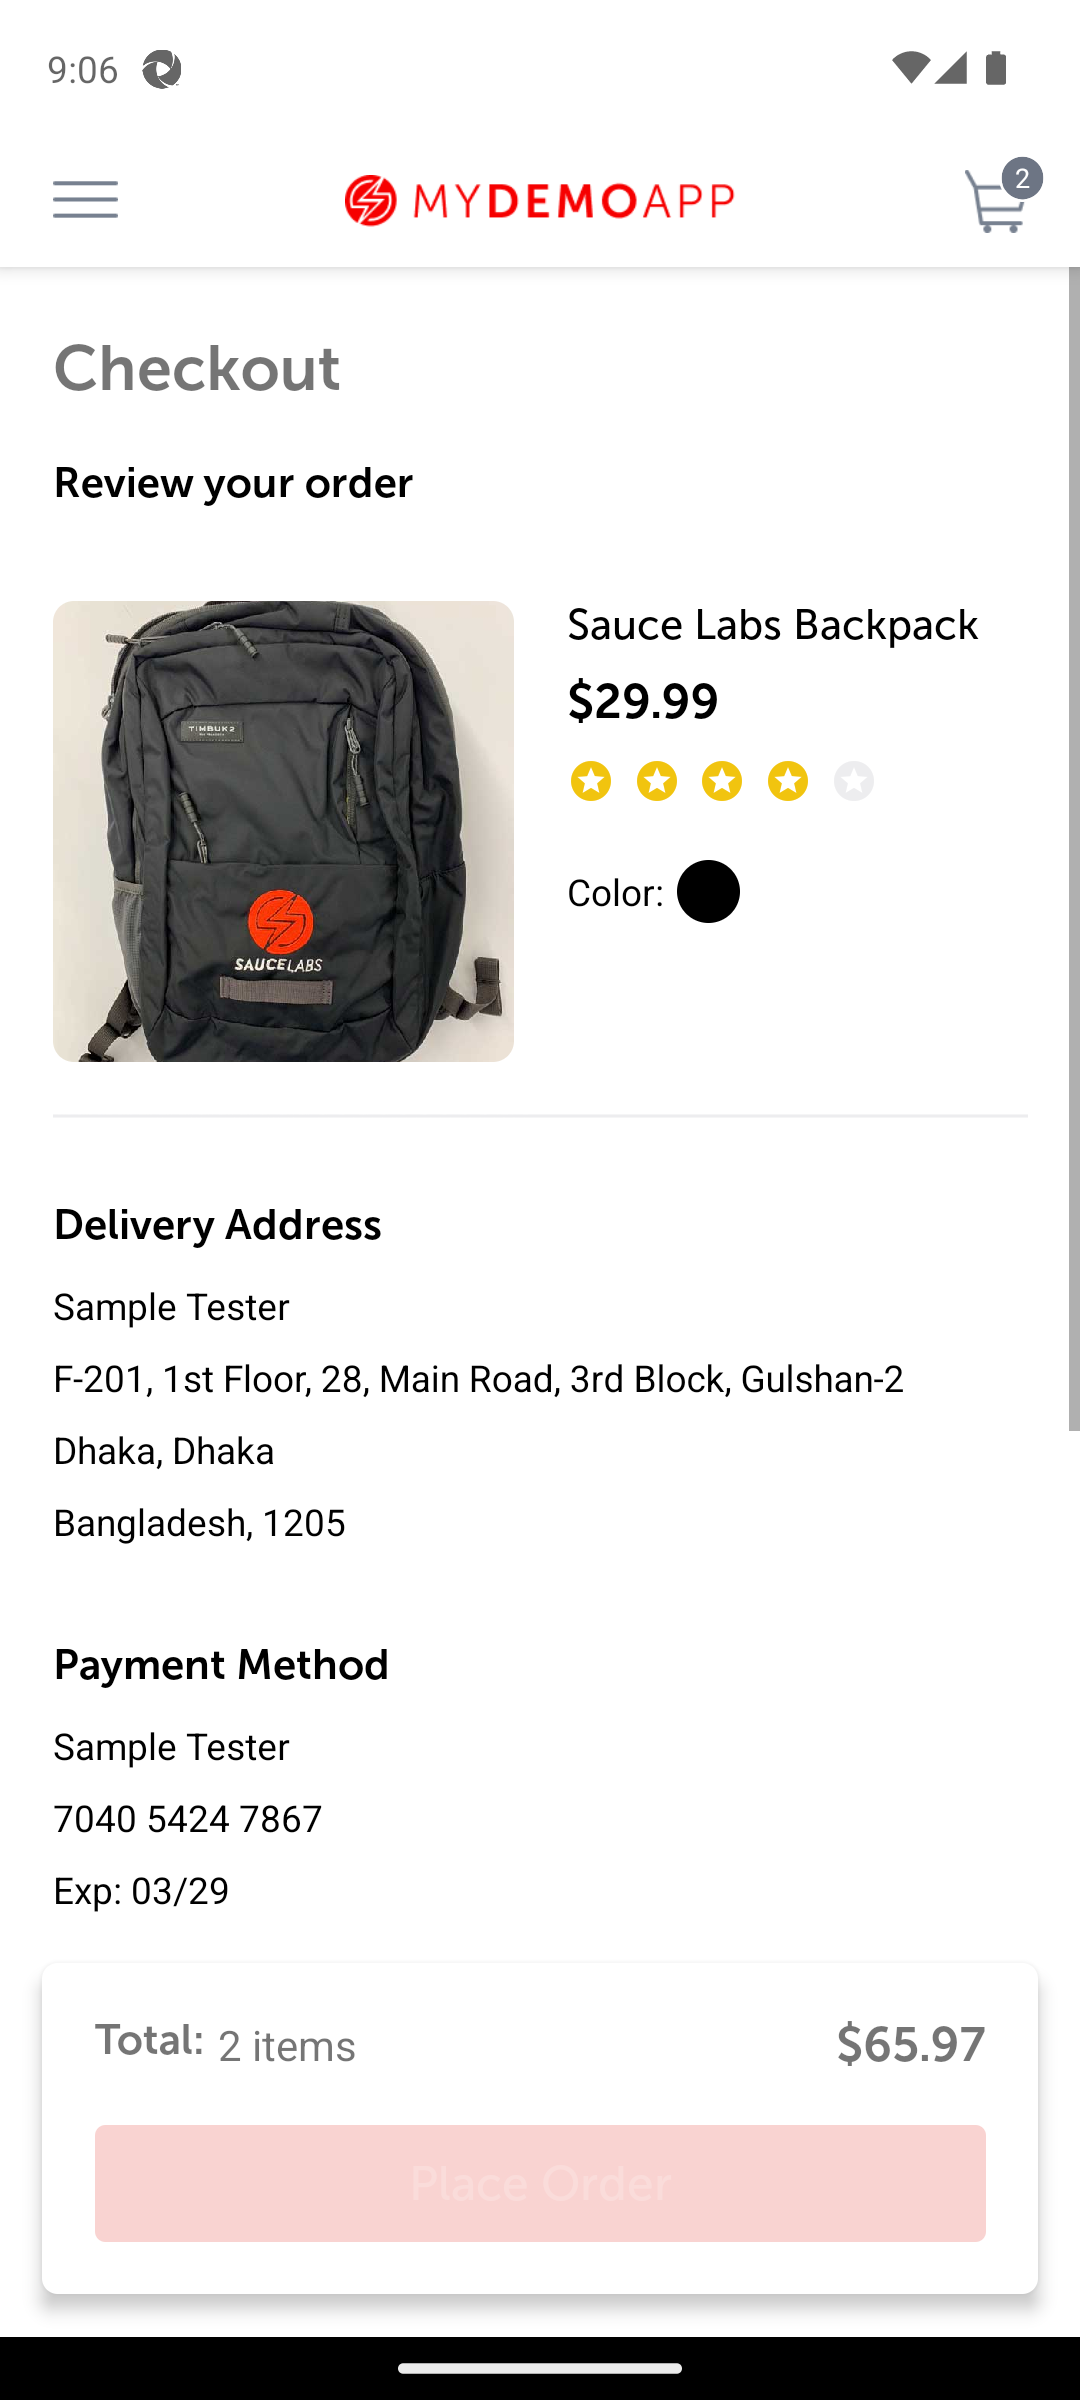 9:06
MYDEMOAPP
2
Checkout
Review your order
Sauce Labs Backpack
$29.99
TIMBUK2
Color:
SAUCELABS
Delivery Address
Sample Tester
F-201, 1st Floor, 28, Main Road, 3rd Block, Gulshan-2
Dhaka, Dhaka
Bangladesh, 1205
Payment Method
Sample Tester
7040 5424 7867
Exp: 03/29
Total: 2 items $65.97
Place Order